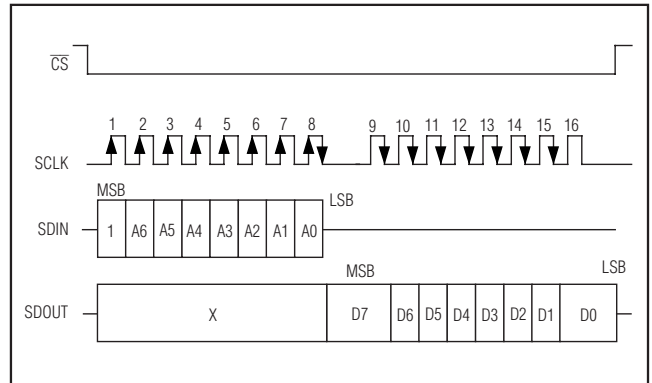 CS
1 2 3 4 5 6 7 8 9 10 11 12 13 14 15 16
SCLK
MSB
LSB
SDIN
1 A6 A5 A4 A3 A2 A1 A0
MSB
LSB
SDOUT
X D7 D6 D5 D4 D3 D2 D1 D0